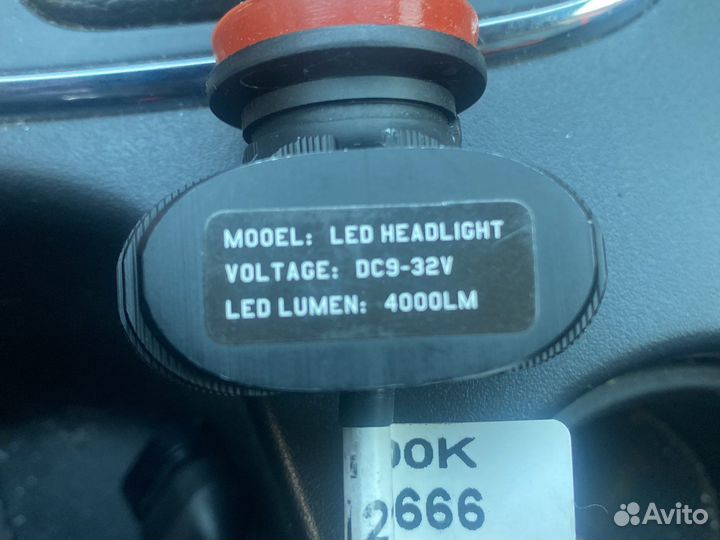 MOOEL: LED HEADLIGHT
VOLTAGE: DC9-32V
LED LUMEN: 4000LM
00K
2666
Avito